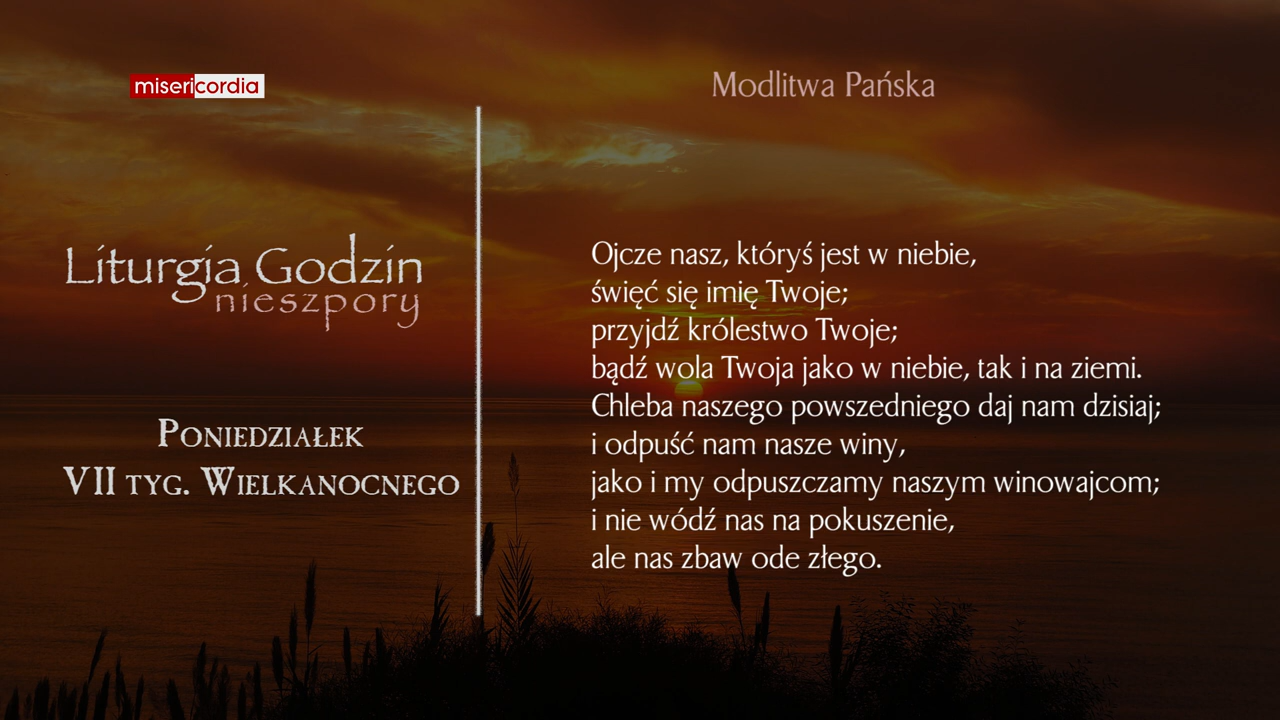 misericordia
Liturgia Godzin
nieszpory
Poniedziałek
VII tyg. Wielkanocnego
Modlitwa Pańska
Ojcze nasz, któryś jest w niebie,
święć się imię Twoje;
przyjdź królestwo Twoje;
bądź wola Twoja jako w niebie, tak i na ziemi.
Chleba naszego powszedniego daj nam dzisiaj;
i odpuść nam nasze winy,
jako i my odpuszczamy naszym winowajcom;
i nie wódź nas na pokuszenie,
ale nas zbaw ode złego.